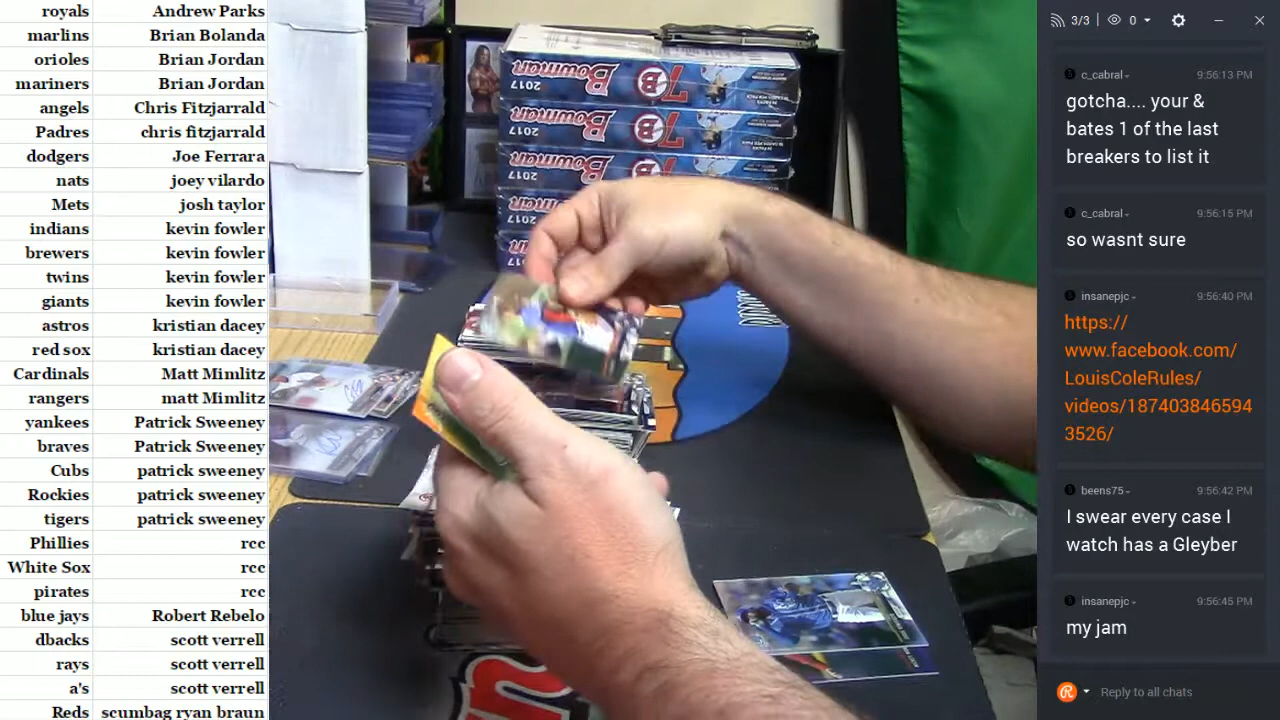 royals Andrew Parks
marlins Brian Bolanda
orioles Brian Jordan
mariners Brian Jordan
angels Chris Fitzjarrald
Padres chris fitzjarrald
dodgers Joe Ferrara
nats joey vilardo
Mets josh taylor
indians kevin fowler
brewers kevin fowler
twins kevin fowler
giants kevin fowler
astros kristian dacey
red sox kristian dacey
Cardinals Matt Mimlitz
rangers matt Mimlitz
yankees Patrick Sweeney
braves Patrick Sweeney
Cubs patrick sweeney
Rockies patrick sweeney
tigers patrick sweeney
Phillies rcc
White Sox rcc
pirates rcc
blue jays Robert Rebelo
dbacks scott verrell
rays scott verrell
a's scott verrell
Reds scumbag ryan braun
2017 Bowman 7B
2017 Bowman B
2017 Bowman B
2017
3/3 0
c_cabral 9:56:13 PM
gotcha.... your &
bates 1 of the last
breakers to list it
c_cabral 9:56:15 PM
so wasnt sure
insanepjc 9:56:40 PM
https://
www.facebook.com/
LouisColeRules/
videos/187403846594
3526/
beens75 9:56:42 PM
I swear every case I
watch has a Gleyber
insanepjc 9:56:45 PM
my jam
Reply to all chats